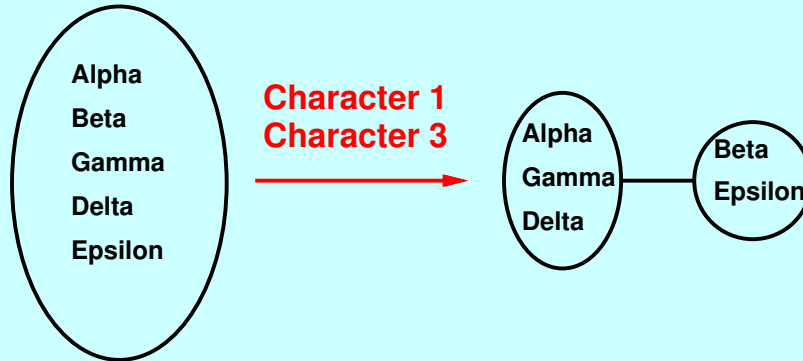 Alpha
Beta
Gamma
Delta
Epsilon
Character 1
Character 3
Alpha
Gamma
Delta
Beta
Epsilon